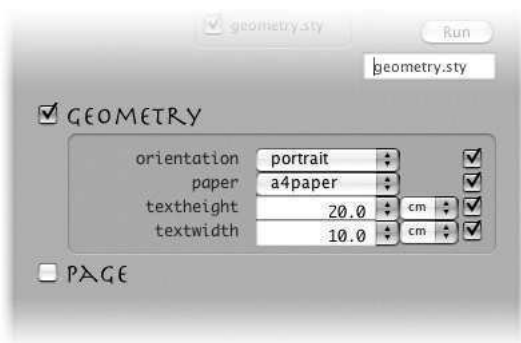 geometry.sty
Run
geometry.sty
GEOMETRY
orientation portrait
paper a4paper
textheight 20.0 cm
textwidth 10.0 cm
PAGE